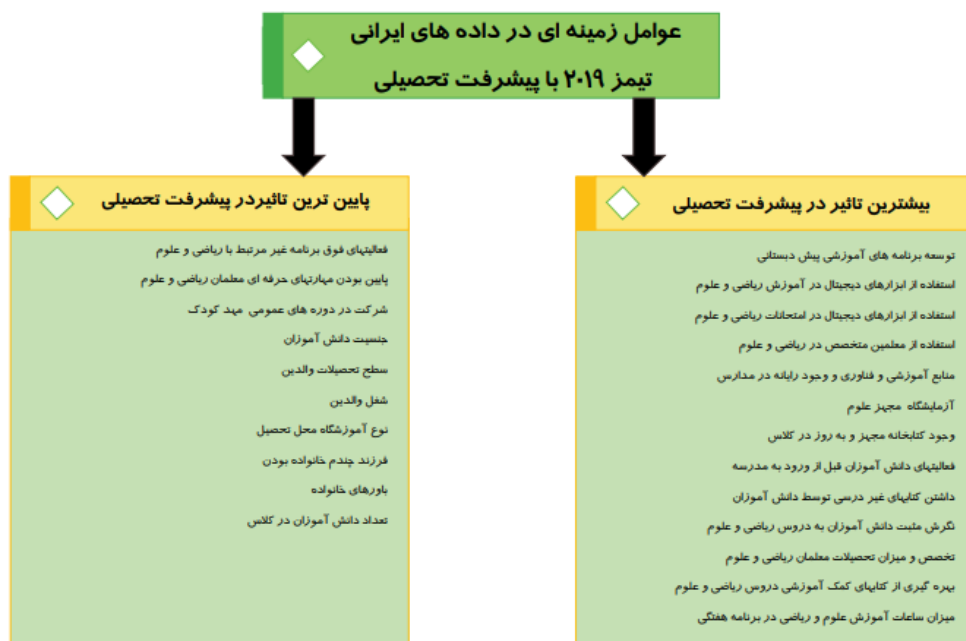 عوامل زمینه ای در داده های ایرانی
تیمز ۲۰۱۹ با پیشرفت تحصیلی
بیشترین تاثیر در پیشرفت تحصیلی
توسعه برنامه های آموزشی پیش دبستانی
استفاده از ابزارهای دیجیتال در آموزش ریاضی و علوم
استفاده از ابزارهای دیجیتال در امتحانات ریاضی و علوم
استفاده از معلمین متخصص در ریاضی و علوم
منابع آموزشی و فناوری و وجود رایانه در مدارس
آزمایشگاه مجهز علوم
وجود کتابخانه مجهز و به روز در کلاس
فعالیتهای دانش آموزان قبل از ورود به مدرسه
داشتن کتابهای غیر درسی توسط دانش آموزان
نگرش مثبت دانش آموزان به دروس ریاضی و علوم
تخصص و میزان تحصیلات معلمان ریاضی و علوم
بهره گیری از کتابهای کمک آموزشی دروس ریاضی و علوم
میزان ساعات آموزش علوم و ریاضی در برنامه هفتگی
پایین ترین تاثیردر پیشرفت تحصیلی
فعالیتهای فوق برنامه غیر مرتبط با ریاضی و علوم
پایین بودن مهارتهای حرفه ای معلمان ریاضی و علوم
شرکت در دوره های عمومی مهد کودک
جنسیت دانش آموزان
سطح تحصیلات والدین
شغل والدین
نوع آموزشگاه محل تحصیل
فرزند چندم خانواده بودن
باورهای خانواده
تعداد دانش آموزان در کلاس